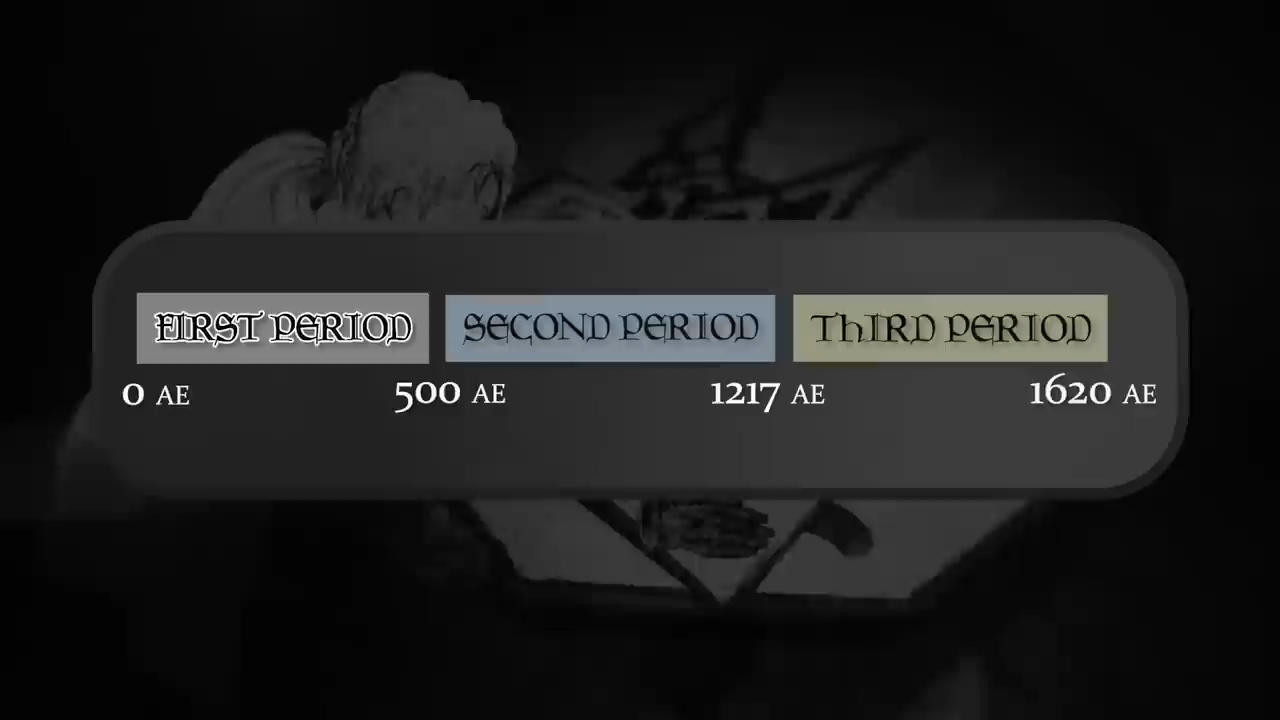 FIRST PERIOD SECOND PERIOD ThIRD PERIOD
0 AE 500 AE 1217 AE 1620 AE